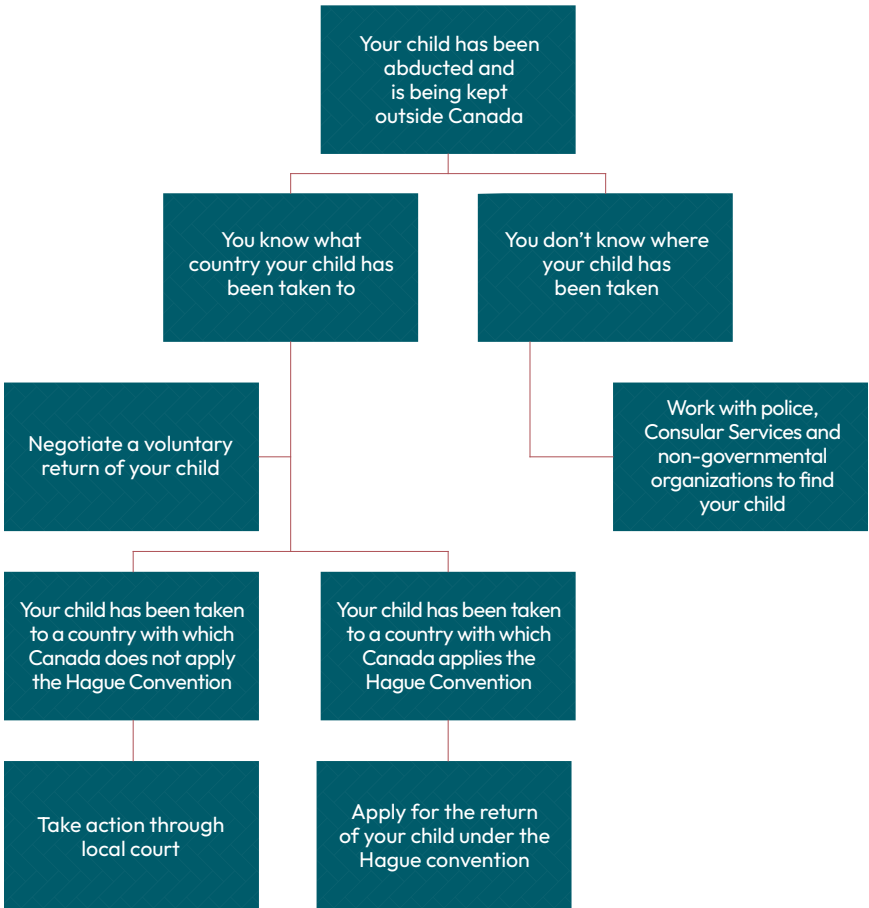 Your child has been
abducted and
is being kept
outside Canada
You know what
country your child has
been taken to
You don’t know where
your child has
been taken
Negotiate a voluntary
return of your child
Work with police,
Consular Services and
non-governmental
organizations to find
your child
Your child has been taken
to a country with which
Canada does not apply
the Hague Convention
Your child has been taken
to a country with which
Canada applies the
Hague Convention
Take action through
local court
Apply for the return
of your child under the
Hague convention